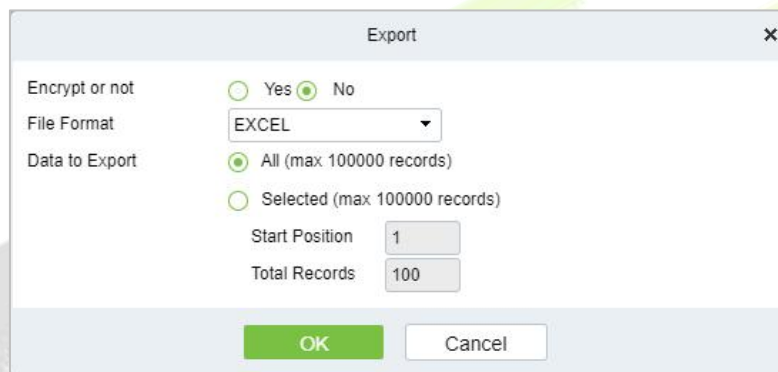 Export
Encrypt or not Yes No
File Format EXCEL
Data to Export All (max 100000 records)
Selected (max 100000 records)
Start Position 1
Total Records 100
OK Cancel